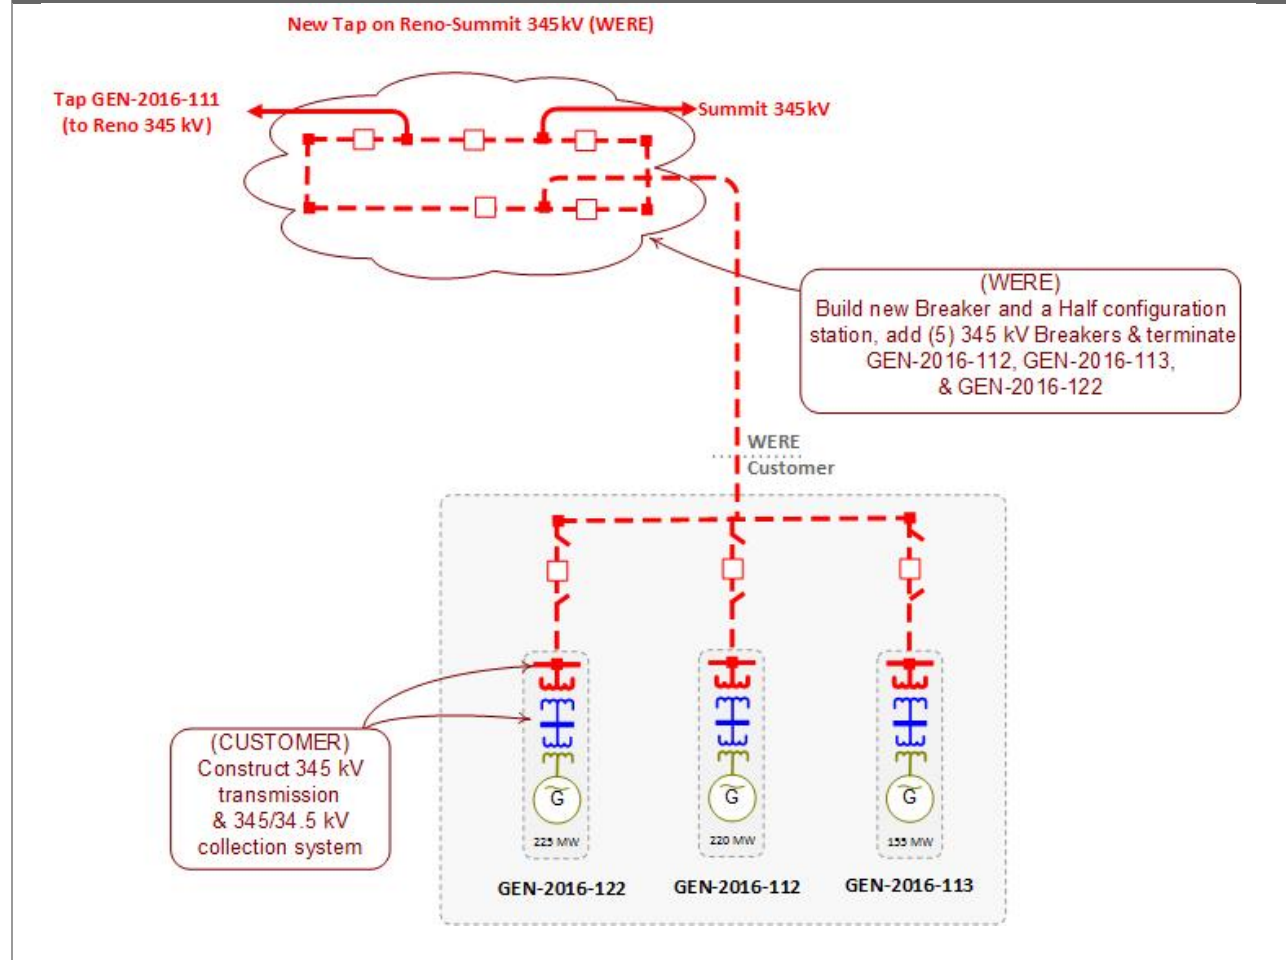 New Tap on Reno-Summit 345kV (WERE)
Tap GEN-2016-111
(to Reno 345 kV)
Summit 345kV
(WERE)
Build new Breaker and a Half configuration
station, add (5) 345 kV Breakers & terminate
GEN-2016-112, GEN-2016-113,
& GEN-2016-122
WERE
Customer
(CUSTOMER)
Construct 345 kV
transmission
& 345/34.5 kV
collection system
G
G
G
225 MW
220 MW
155 MW
GEN-2016-122
GEN-2016-112
GEN-2016-113